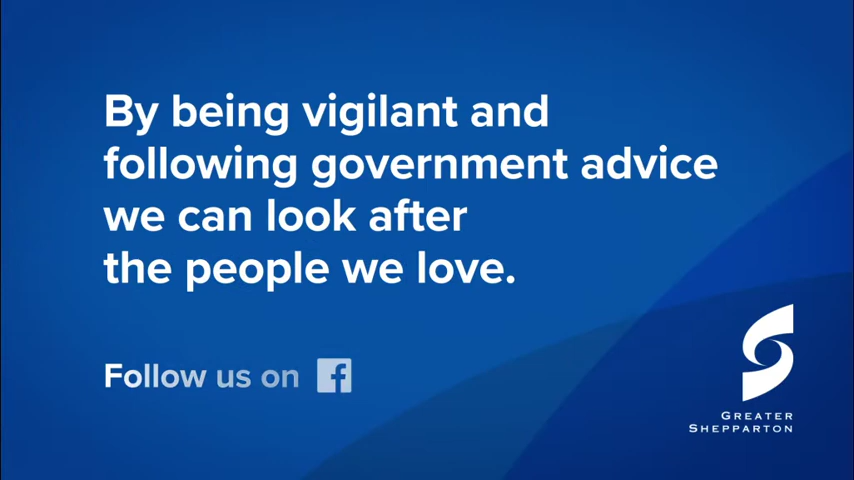 By being vigilant and
following government advice
we can look after
the people we love.
Follow us on
GREATER
SHEPPARTON